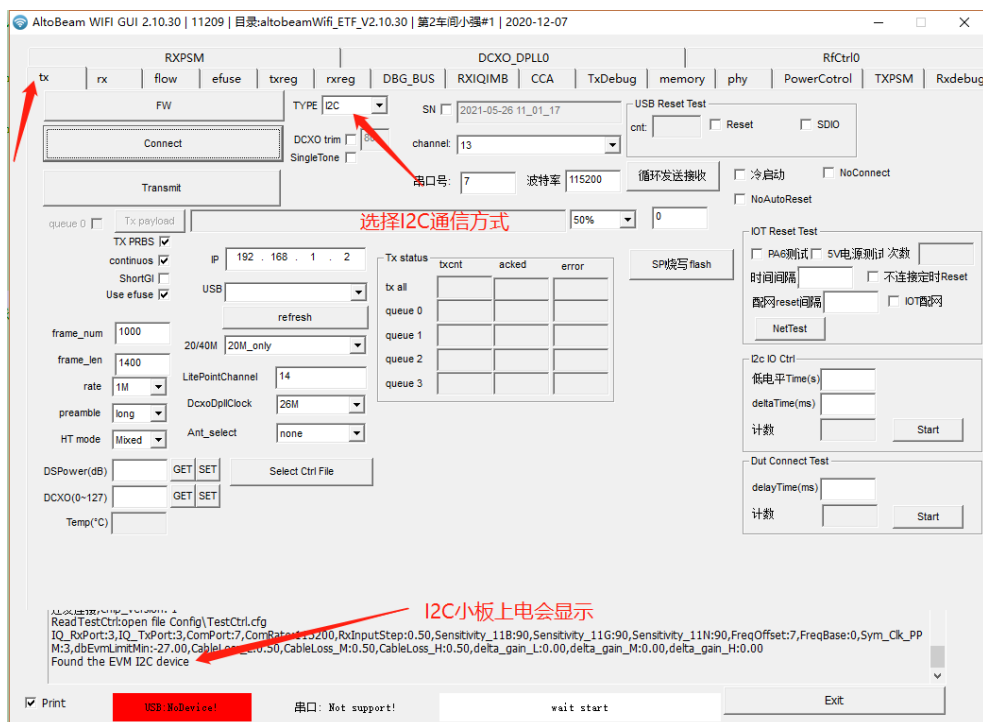 AltoBeam WIFI GUI 2.10.30 | 11209 | 目录:altobeamWifi_ETF_V2.10.30 | 第2车间小强#1 | 2020-12-07
RXPSM DCXO_DPLL0 RfCtrl0
tx rx flow efuse txreg rxreg DBG_BUS RXIQIMB CCA TxDebug memory phy PowerCotrol TXPSM Rxdebug
FW TYPE I2C SN 2021-05-26 11_01_17
USB Reset Test
cnt: Reset SDIO
Connect DCXO trim
SingleTone
channel: 13
Transmit 串口号: 7 波特率 115200 循环发送接收 冷启动 NoConnect
NoAutoReset
queue 0 Tx payload 选择I2C通信方式 50% 0
TX PRBS
continuos
ShortGI
Use efuse
IP 192 . 168 . 1 . 2
USB
refresh
Tx status
txcnt acked error
tx all
queue 0
queue 1
queue 2
queue 3
SPI烧写flash
IOT Reset Test
PA6测试 5V电源测试 次数
时间间隔 不连接定时Reset
配网reset间隔 IOT配网
NetTest
frame_num 1000
frame_len 1400
rate 1M
preamble long
HT mode Mixed
20/40M 20M_only
LitePointChannel 14
DcxoDpllClock 26M
Ant_select none
I2c IO Ctrl
低电平Time(s)
deltaTime(ms)
计数 Start
DSPower(dB) GET SET Select Ctrl File
DCXO(0~127) GET SET
Temp(°C)
Dut Connect Test
delayTime(ms)
计数 Start
I2C小板上电会显示
ReadTestCtrl:open file Config\TestCtrl.cfg
IQ_RxPort:3,IQ_TxPort:3,ComPort:7,ComRate:115200,RxInputStep:0.50,Sensitivity_11B:90,Sensitivity_11G:90,Sensitivity_11N:90,FreqOffset:7,FreqBase:0,Sym_Clk_PP
M:3,dbEvmLimitMin:-27.00,CableLoss_L:0.50,CableLoss_M:0.50,CableLoss_H:0.50,delta_gain_L:0.00,delta_gain_M:0.00,delta_gain_H:0.00
Found the EVM I2C device
Print USB:NoDevice! 串口: Not support! wait start Exit